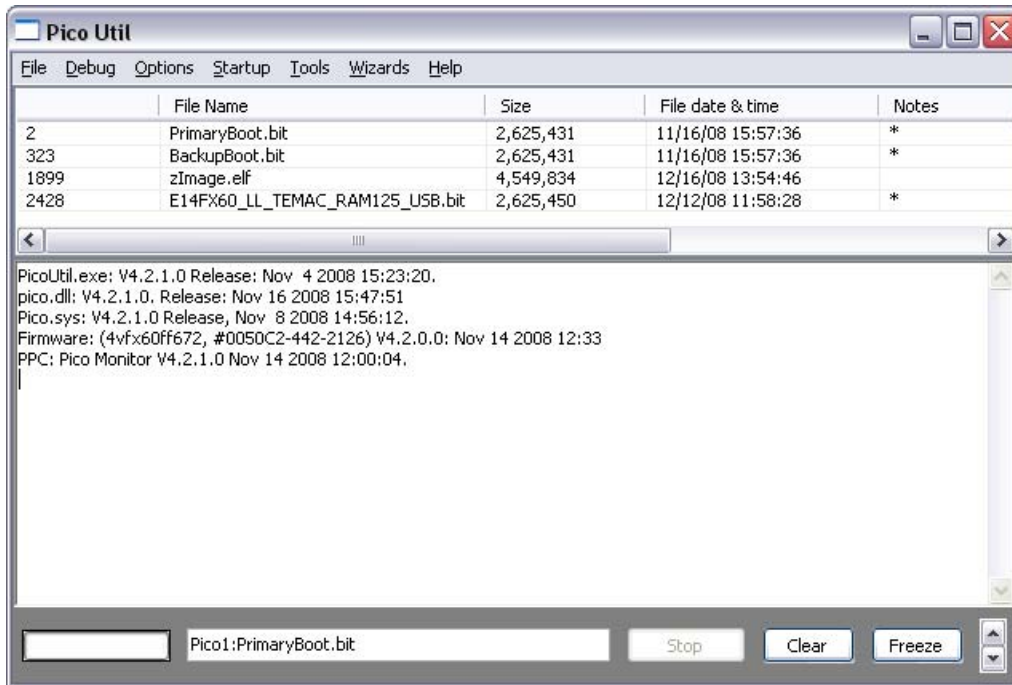 Pico Util
File Debug Options Startup Tools Wizards Help
File Name Size File date & time Notes
2 PrimaryBoot.bit 2,625,431 11/16/08 15:57:36 *
323 BackupBoot.bit 2,625,431 11/16/08 15:57:36 *
1899 zImage.elf 4,549,834 12/16/08 13:54:46
2428 E14FX60_LL_TEMAC_RAM125_USB.bit 2,625,450 12/12/08 11:58:28 *
PicoUtil.exe: V4.2.1.0 Release: Nov 4 2008 15:23:20.
pico.dll: V4.2.1.0. Release: Nov 16 2008 15:47:51
Pico.sys: V4.2.1.0 Release, Nov 8 2008 14:56:12.
Firmware: (4vfx60ff672, #0050C2-442-2126) V4.2.0.0: Nov 14 2008 12:33
PPC: Pico Monitor V4.2.1.0 Nov 14 2008 12:00:04.
Pico1:PrimaryBoot.bit Stop Clear Freeze